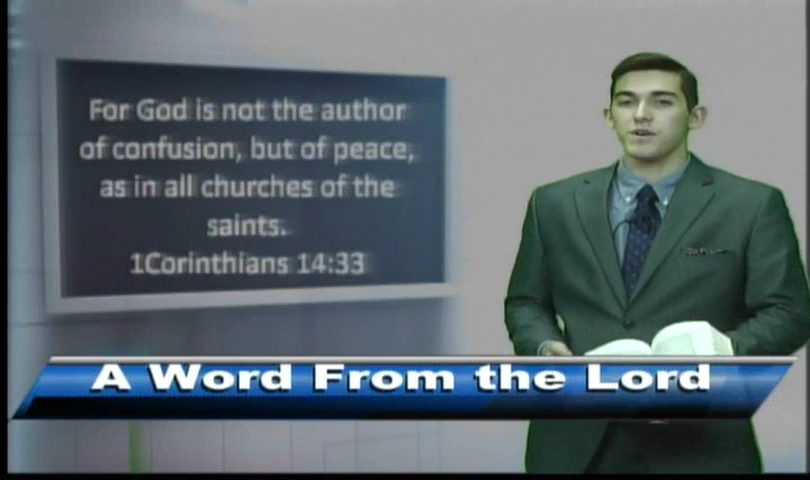 For God is not the author
of confusion, but of peace,
as in all churches of the
saints.
1Corinthians 14:33
A Word From the Lord